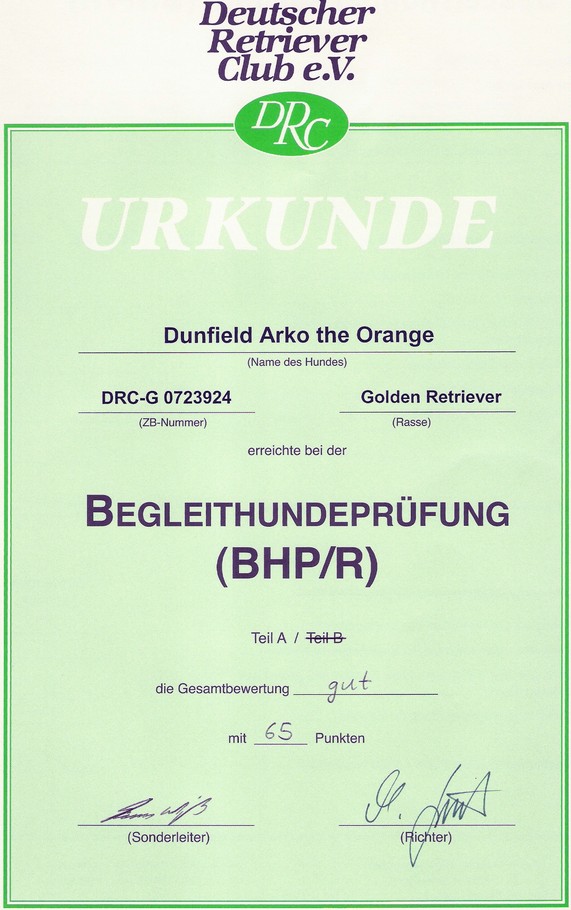 Deutscher
Retriever
Club e.V.
DRC
URKUNDE
Dunfield Arko the Orange
(Name des Hundes)
DRC-G 0723924 Golden Retriever
(ZB-Nummer) (Rasse)
erreichte bei der
BEGLEITHUNDEPRÜFUNG
(BHP/R)
Teil A / Teil B
die Gesamtbewertung gut
mit 65 Punkten
(Sonderleiter) (Richter)